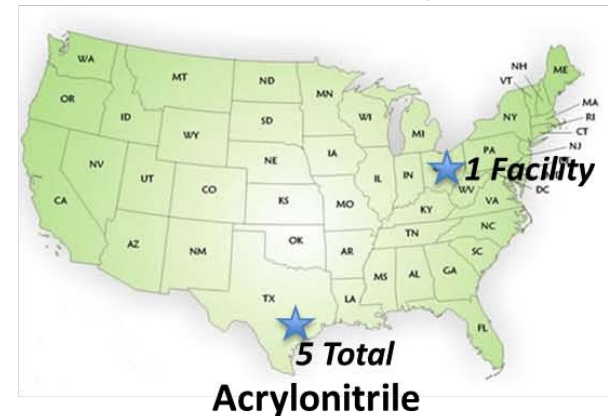 WA
MT
ND
MN
NH
VT
ME
OR
ID
WY
SD
WI
MI
NY
MA
RI
CT
NJ
PA
1 Facility
NV
UT
CO
NE
IA
IL
IN
WV
DC
CA
KS
MO
KY
VA
AZ
NM
OK
AR
TN
NC
SC
TX
LA
MS
AL
GA
FL
5 Total
Acrylonitrile